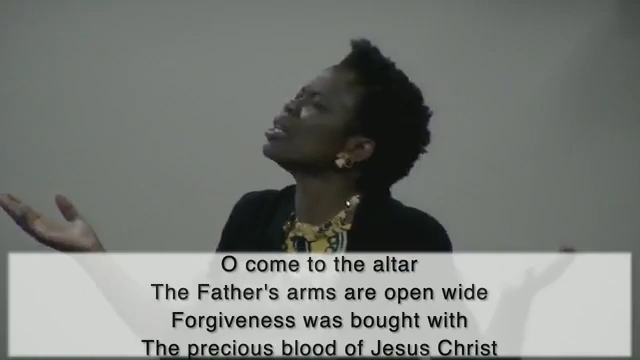 O come to the altar
The Father's arms are open wide
Forgiveness was bought with
The precious blood of Jesus Christ